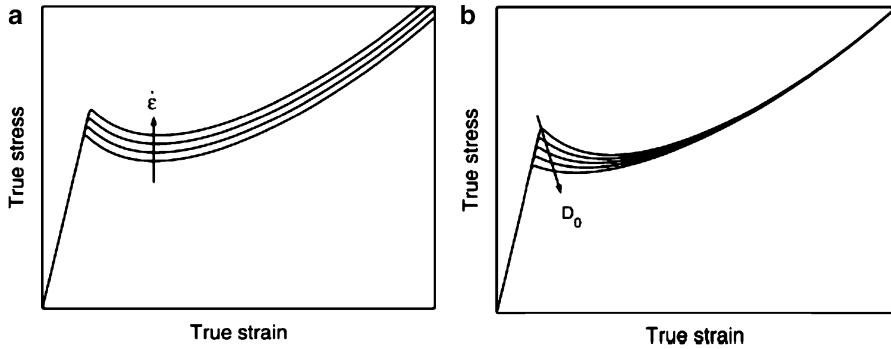 a
ε̇
True stress
True strain
b
D₀
True stress
True strain